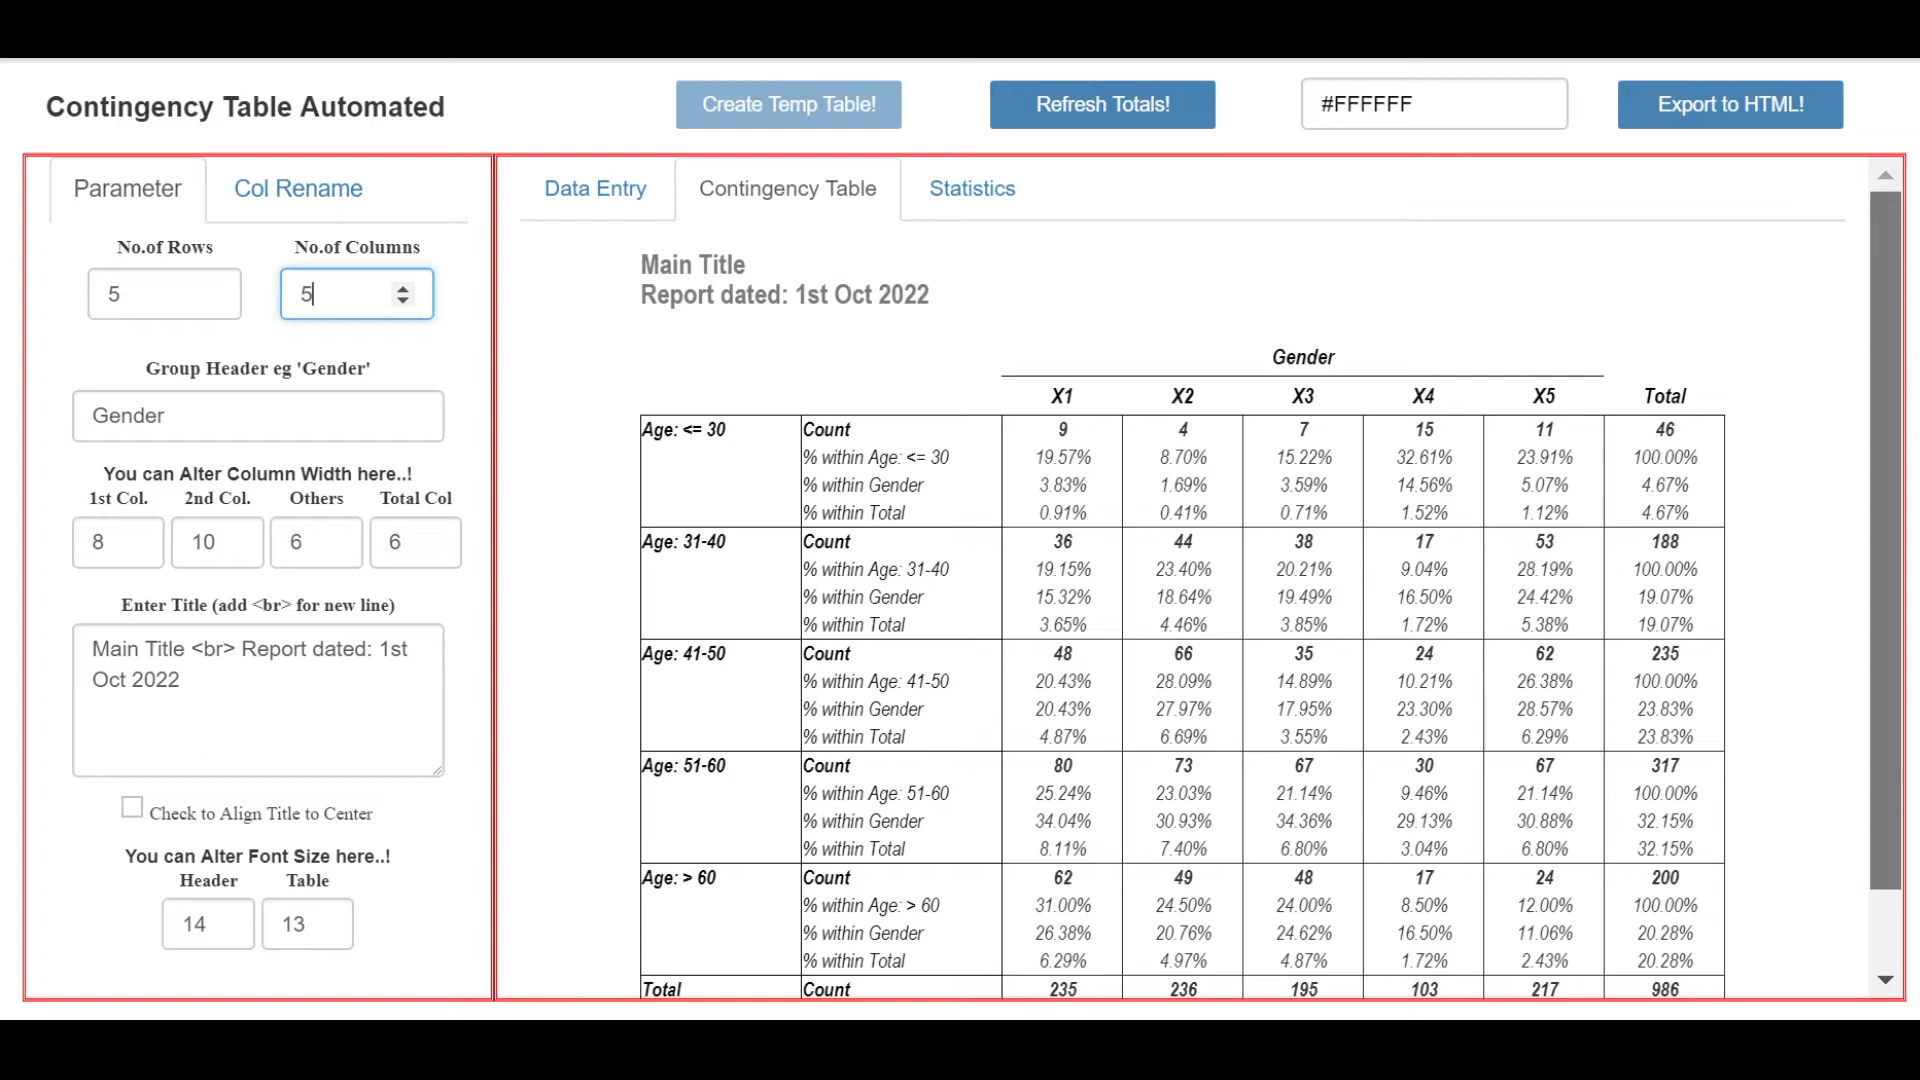 Contingency Table Automated
Create Temp Table! Refresh Totals! #FFFFFF Export to HTML!
Parameter Col Rename
No.of Rows No.of Columns
5 5
Group Header eg 'Gender'
Gender
You can Alter Column Width here..!
1st Col. 2nd Col. Others Total Col
8 10 6 6
Enter Title (add <br> for new line)
Main Title <br> Report dated: 1st
Oct 2022
Check to Align Title to Center
You can Alter Font Size here..!
Header Table
14 13
Data Entry Contingency Table Statistics
Main Title
Report dated: 1st Oct 2022
Gender
X1 X2 X3 X4 X5 Total
Age: <= 30 Count 9 4 7 15 11 46
% within Age: <= 30 19.57% 8.70% 15.22% 32.61% 23.91% 100.00%
% within Gender 3.83% 1.69% 3.59% 14.56% 5.07% 4.67%
% within Total 0.91% 0.41% 0.71% 1.52% 1.12% 4.67%
Age: 31-40 Count 36 44 38 17 53 188
% within Age: 31-40 19.15% 23.40% 20.21% 9.04% 28.19% 100.00%
% within Gender 15.32% 18.64% 19.49% 16.50% 24.42% 19.07%
% within Total 3.65% 4.46% 3.85% 1.72% 5.38% 19.07%
Age: 41-50 Count 48 66 35 24 62 235
% within Age: 41-50 20.43% 28.09% 14.89% 10.21% 26.38% 100.00%
% within Gender 20.43% 27.97% 17.95% 23.30% 28.57% 23.83%
% within Total 4.87% 6.69% 3.55% 2.43% 6.29% 23.83%
Age: 51-60 Count 80 73 67 30 67 317
% within Age: 51-60 25.24% 23.03% 21.14% 9.46% 21.14% 100.00%
% within Gender 34.04% 30.93% 34.36% 29.13% 30.88% 32.15%
% within Total 8.11% 7.40% 6.80% 3.04% 6.80% 32.15%
Age: > 60 Count 62 49 48 17 24 200
% within Age: > 60 31.00% 24.50% 24.00% 8.50% 12.00% 100.00%
% within Gender 26.38% 20.76% 24.62% 16.50% 11.06% 20.28%
% within Total 6.29% 4.97% 4.87% 1.72% 2.43% 20.28%
Total Count 235 236 195 103 217 986